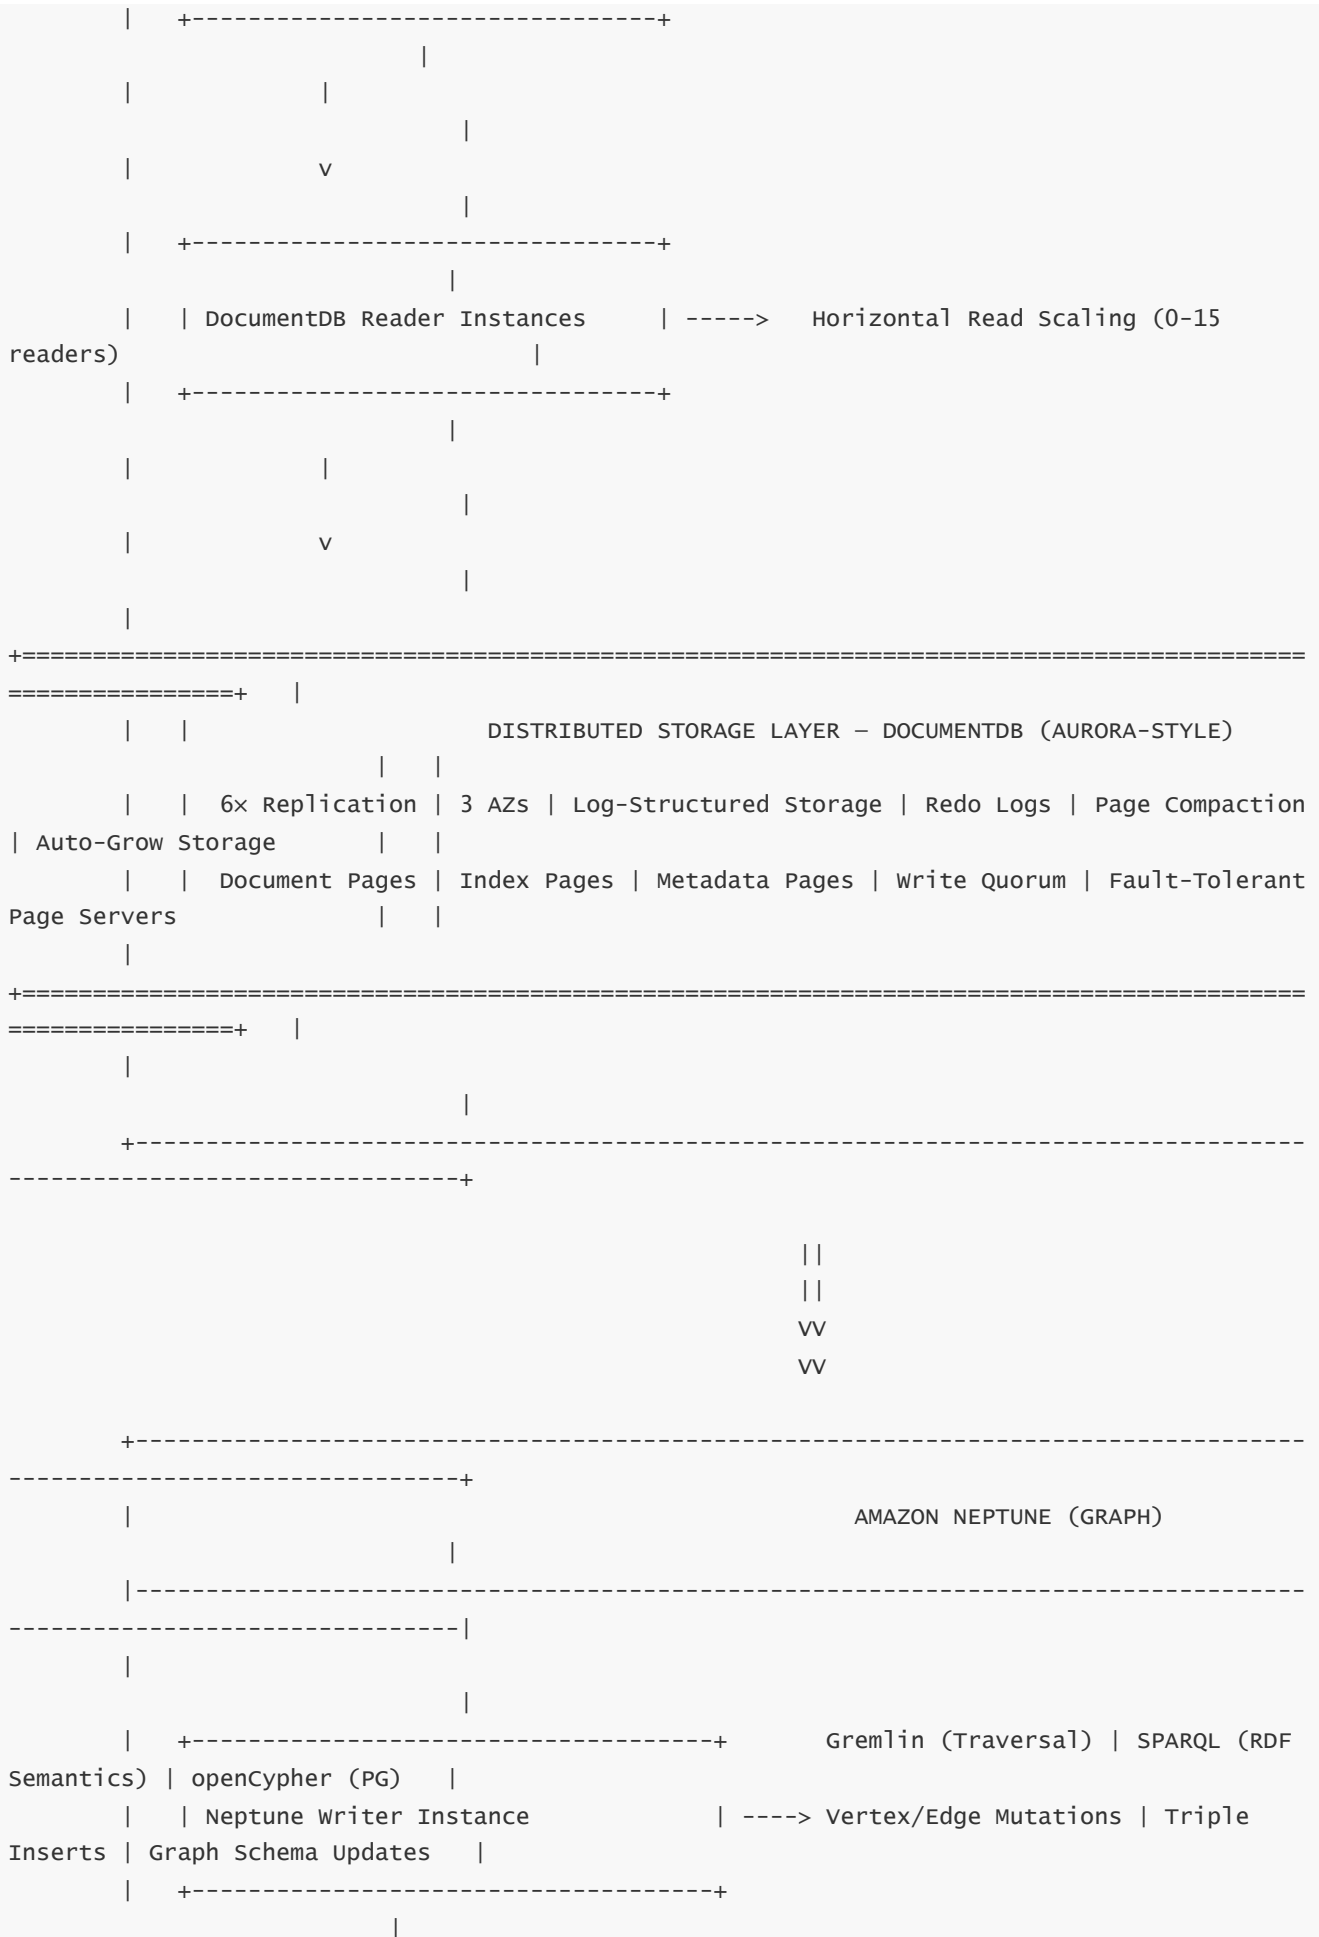 |   +---------------------------------+
|
|             |
|
|             v
|
|   +---------------------------------+
|
|   | DocumentDB Reader Instances     | ----->   Horizontal Read Scaling (0-15
readers)                             |
|   +---------------------------------+
|
|             |
|
|             v
|
|
+===========================================================================================
================+   |
|   |                     DISTRIBUTED STORAGE LAYER – DOCUMENTDB (AURORA-STYLE)
|   |
|   |  6× Replication | 3 AZs | Log-Structured Storage | Redo Logs | Page Compaction
| Auto-Grow Storage       |   |
|   |  Document Pages | Index Pages | Metadata Pages | Write Quorum | Fault-Tolerant
Page Servers              |   |
|
+===========================================================================================
================+   |
|
|
+-----------------------------------------------------------------------------------
--------------------------------+
||
||
VV
VV
+-----------------------------------------------------------------------------------
--------------------------------+
|                                                   AMAZON NEPTUNE (GRAPH)
|
|-----------------------------------------------------------------------------------
--------------------------------|
|
|
|   +-------------------------------------+       Gremlin (Traversal) | SPARQL (RDF
Semantics) | openCypher (PG)   |
|   | Neptune Writer Instance             | ----> Vertex/Edge Mutations | Triple
Inserts | Graph Schema Updates   |
|   +-------------------------------------+
|